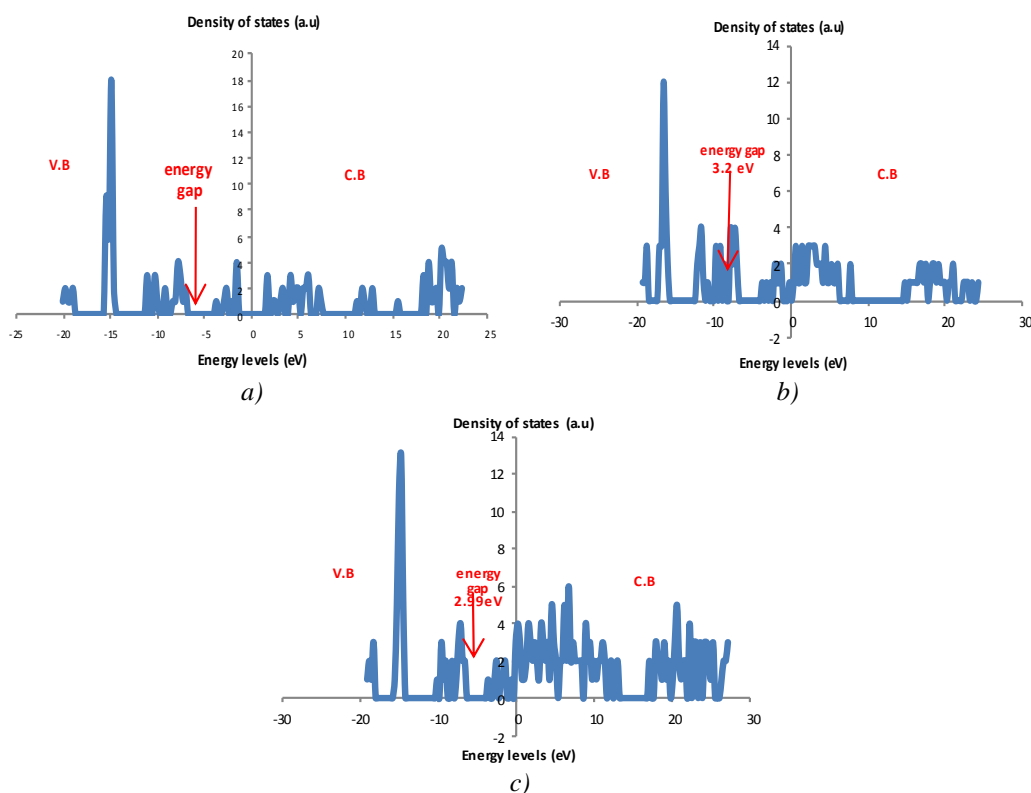 Density of states (a.u)
20
18
16
14
12
10
8
6
4
2
0
V.B
energy
gap
C.B
-25
-20
-15
-10
-5
0
5
10
15
20
25
Energy levels (eV)
a)
Density of states (a.u)
14
12
10
8
6
4
2
0
-2
V.B
energy gap
3.2 eV
C.B
-30
-20
-10
0
10
20
30
Energy levels (eV)
b)
Density of states (a.u)
14
12
10
8
6
4
2
0
-2
V.B
energy
gap
2.99eV
C.B
-30
-20
-10
0
10
20
30
Energy levels (eV)
c)